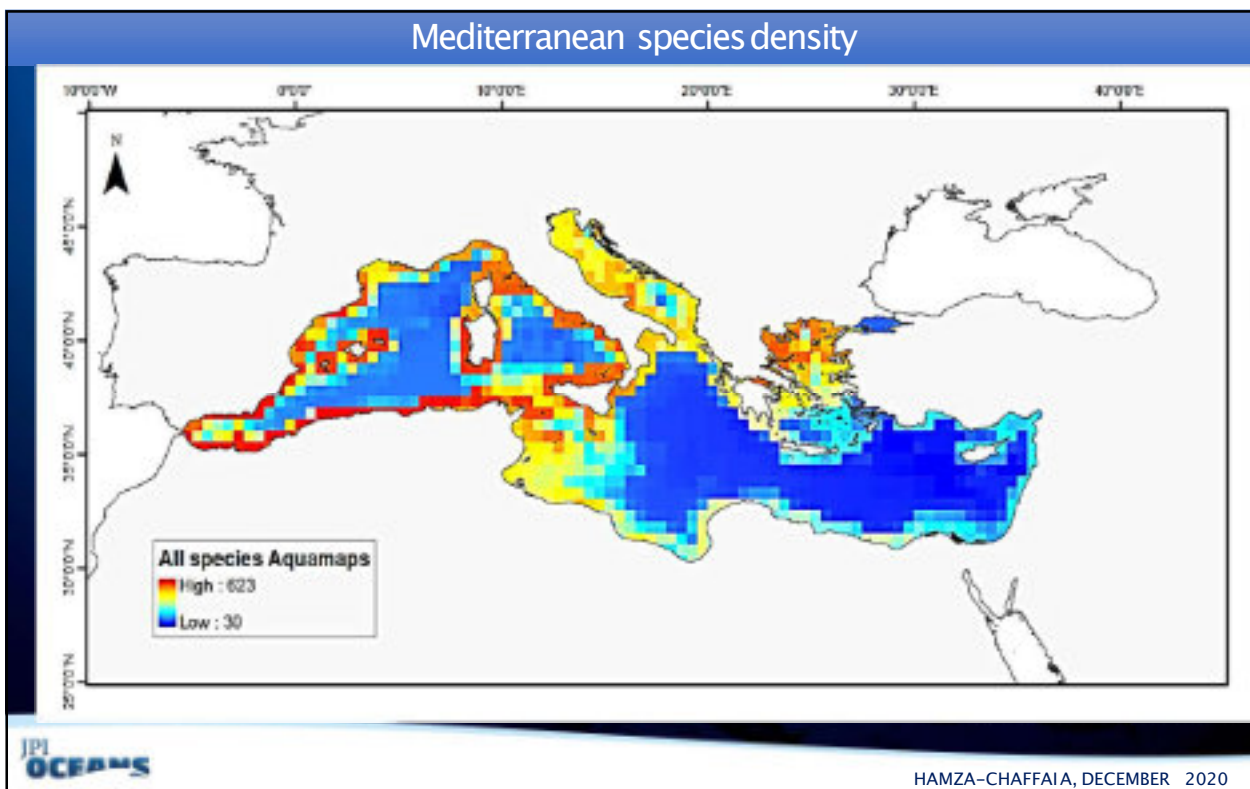 Mediterranean species density
10°0'0"W 0°0'0" 10°0'0"E 20°0'0"E 30°0'0"E 40°0'0"E
N
45°0'0"N
40°0'0"N
35°0'0"N
30°0'0"N
25°0'0"N
All species Aquamaps
High : 623
Low : 30
JPI
OCEANS
HAMZA-CHAFFAIA, DECEMBER 2020